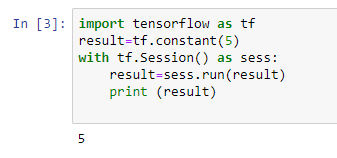 In [3]: import tensorflow as tf
result=tf.constant(5)
with tf.Session() as sess:
    result=sess.run(result)
    print (result)
5